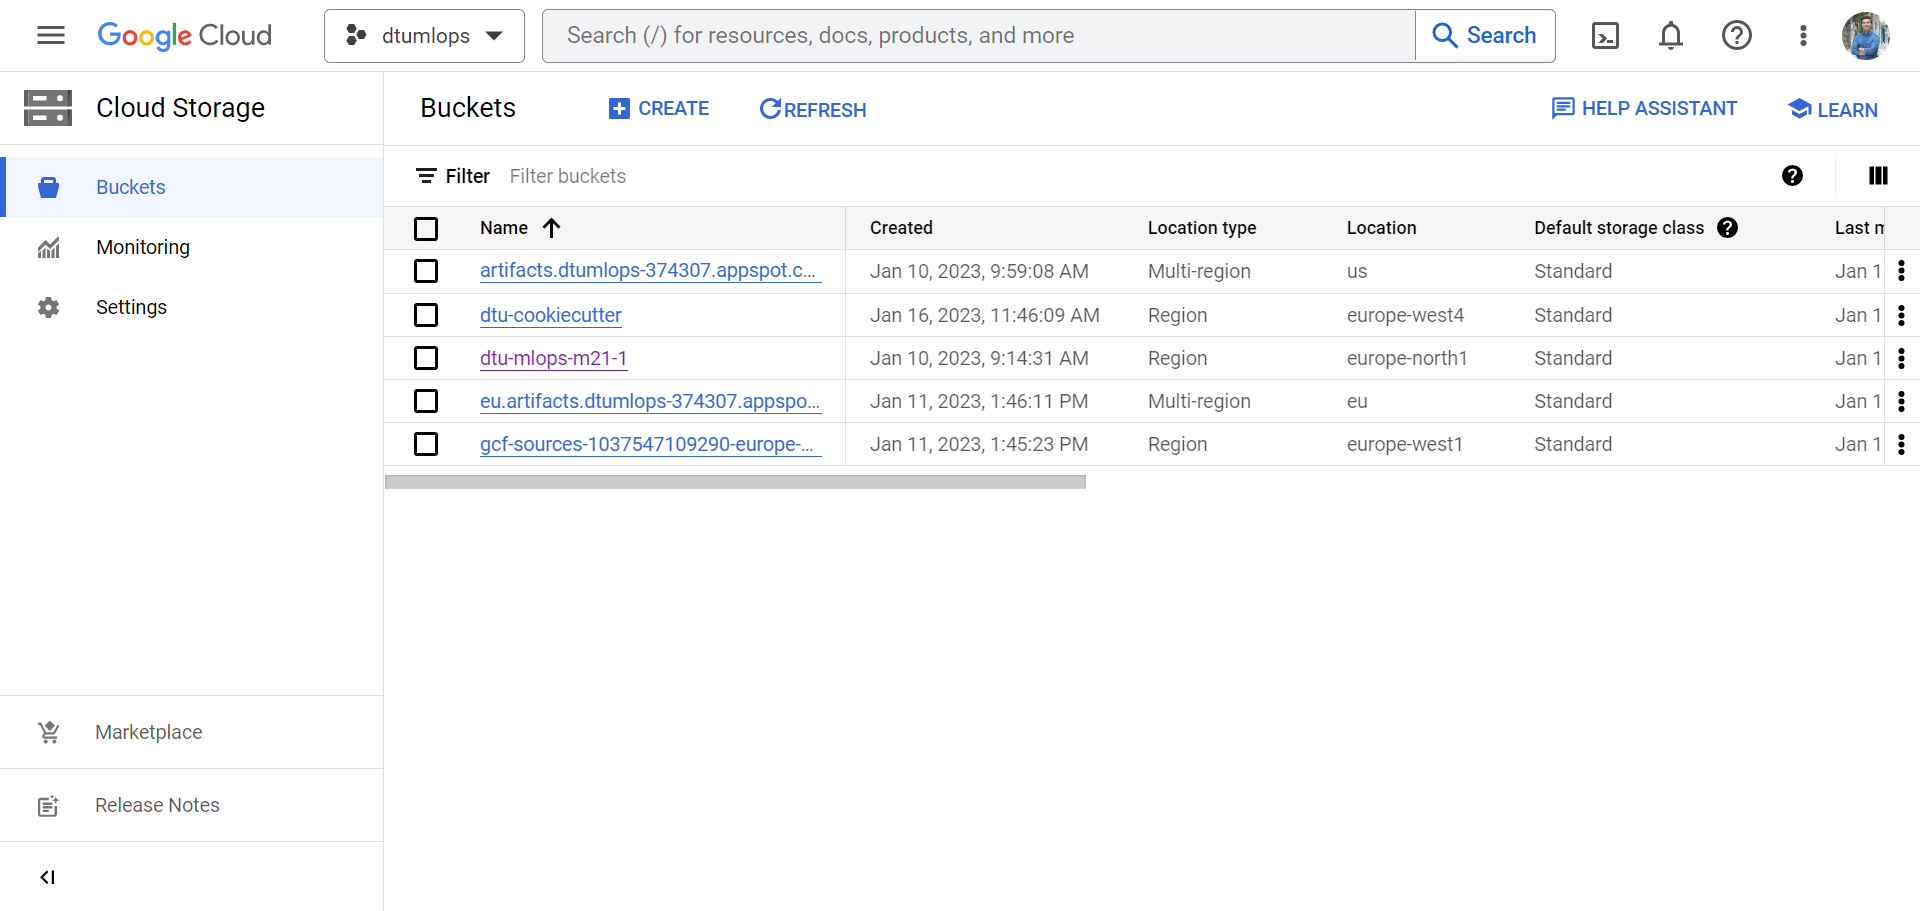 Google Cloud
dtumlops
Search (/) for resources, docs, products, and more
Search
Cloud Storage
Buckets
CREATE
REFRESH
HELP ASSISTANT
LEARN
Buckets
Monitoring
Settings
Marketplace
Release Notes
Filter Filter buckets
Name Created Location type Location Default storage class Last m
artifacts.dtumlops-374307.appspot.c... Jan 10, 2023, 9:59:08 AM Multi-region us Standard Jan 1
dtu-cookiecutter Jan 16, 2023, 11:46:09 AM Region europe-west4 Standard Jan 1
dtu-mlops-m21-1 Jan 10, 2023, 9:14:31 AM Region europe-north1 Standard Jan 1
eu.artifacts.dtumlops-374307.appspo... Jan 11, 2023, 1:46:11 PM Multi-region eu Standard Jan 1
gcf-sources-1037547109290-europe-... Jan 11, 2023, 1:45:23 PM Region europe-west1 Standard Jan 1